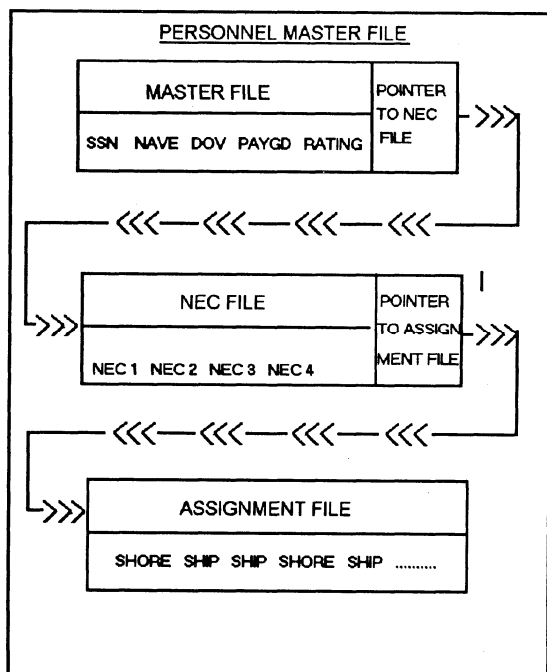 PERSONNEL MASTER FILE
MASTER FILE
POINTER
TO NEC
FILE
SSN NAVE DOV PAYGD RATING
NEC FILE
POINTER
TO ASSIGN
MENT FILE
NEC 1 NEC 2 NEC 3 NEC 4
ASSIGNMENT FILE
SHORE SHIP SHIP SHORE SHIP ..........